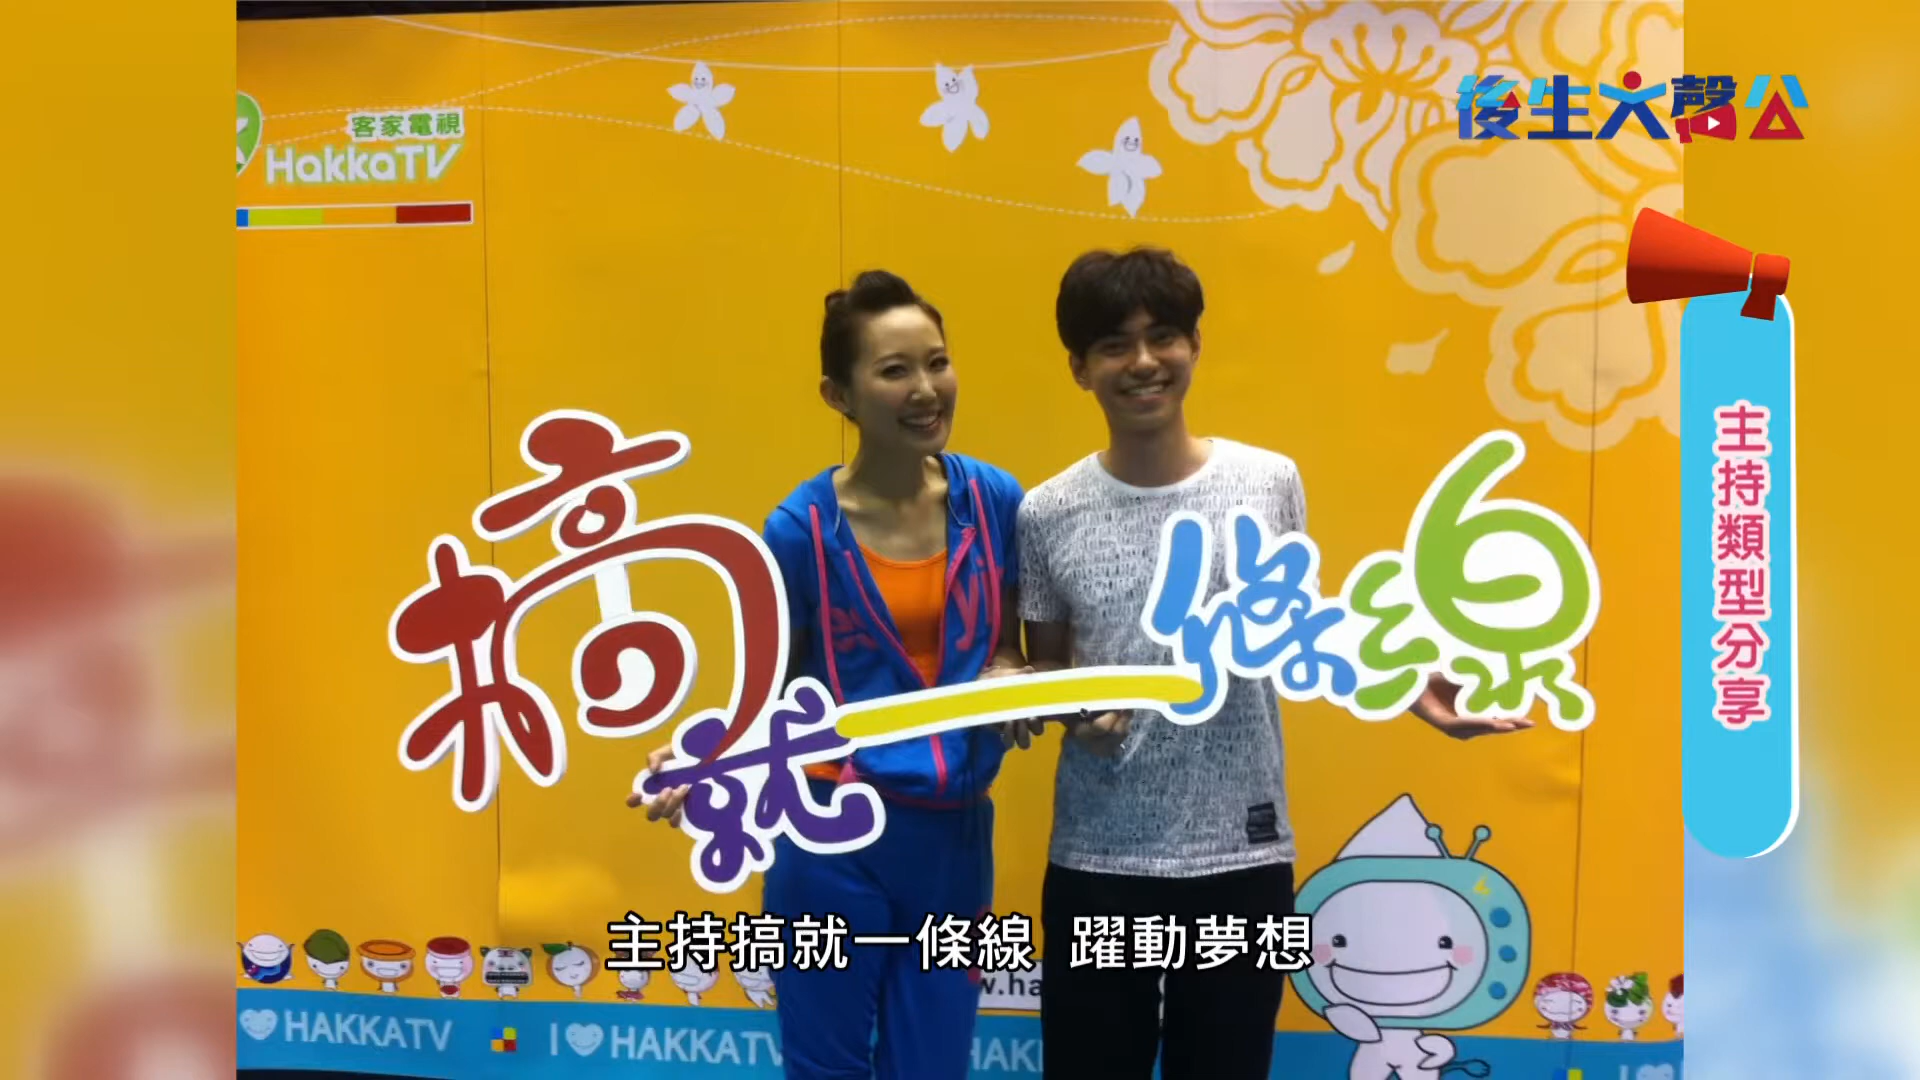 後生大聲公
客家電視
HakkaTV
主持類型分享
搞就一條線
主持搞就一條線 躍動夢想
HAKKATV
I HAKKATV